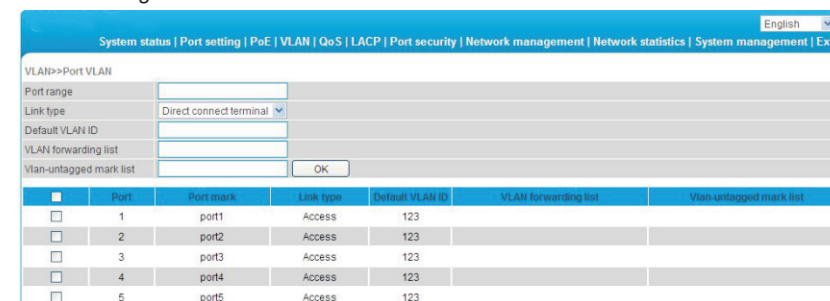 English
System status | Port setting | PoE | VLAN | QoS | LACP | Port security | Network management | Network statistics | System management | Ex
VLAN>>Port VLAN
Port range
Link type Direct connect terminal
Default VLAN ID
VLAN forwarding list
Vlan-untagged mark list OK
Port Port mark Link type Default VLAN ID VLAN forwarding list Vlan-untagged mark list
1 port1 Access 123
2 port2 Access 123
3 port3 Access 123
4 port4 Access 123
5 port5 Access 123